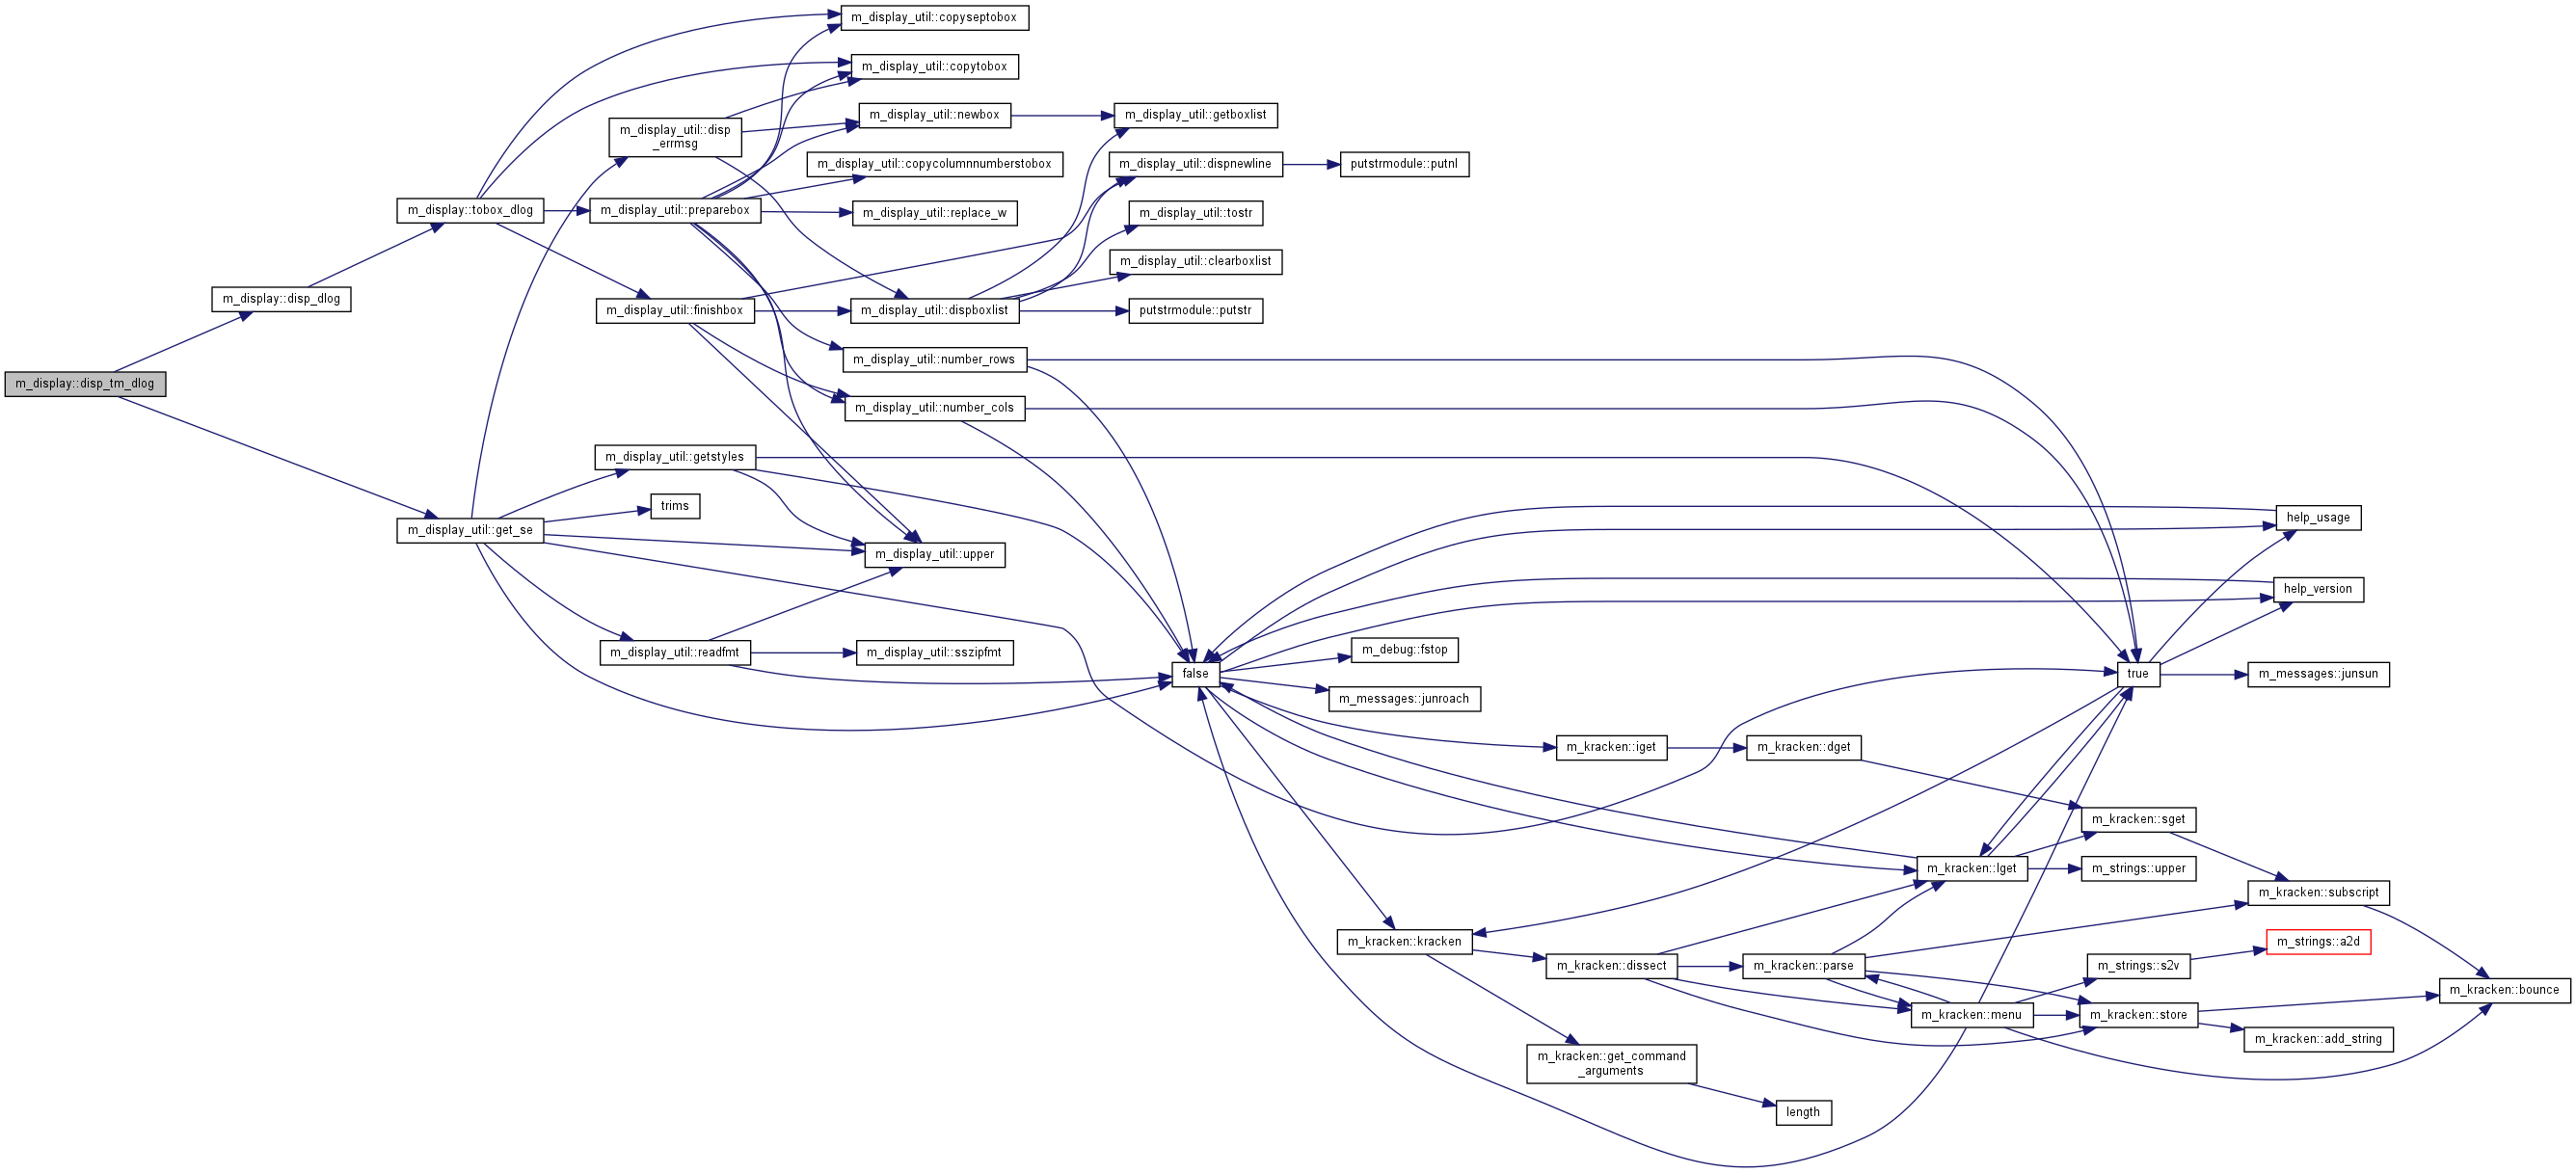 m_display_util::copyseptobox
m_display_util::copytobox
m_display_util::newbox
m_display_util::getboxlist
m_display_util::disp
_errmsg
m_display_util::copycolumnnumberstobox
m_display_util::dispnewline
putstrmodule::putnl
m_display::tobox_dlog
m_display_util::preparebox
m_display_util::replace_w
m_display_util::tostr
m_display_util::clearboxlist
m_display::disp_dlog
m_display_util::finishbox
m_display_util::dispboxlist
putstrmodule::putstr
m_display_util::number_rows
m_display::disp_tm_dlog
m_display_util::number_cols
m_display_util::getstyles
trims
help_usage
m_display_util::get_se
m_display_util::upper
help_version
m_display_util::readfmt
m_display_util::sszipfmt
m_debug::fstop
false
true
m_messages::junsun
m_messages::junroach
m_kracken::iget
m_kracken::dget
m_kracken::sget
m_kracken::lget
m_strings::upper
m_kracken::subscript
m_kracken::kracken
m_strings::a2d
m_kracken::dissect
m_kracken::parse
m_strings::s2v
m_kracken::bounce
m_kracken::menu
m_kracken::store
m_kracken::add_string
m_kracken::get_command
_arguments
length